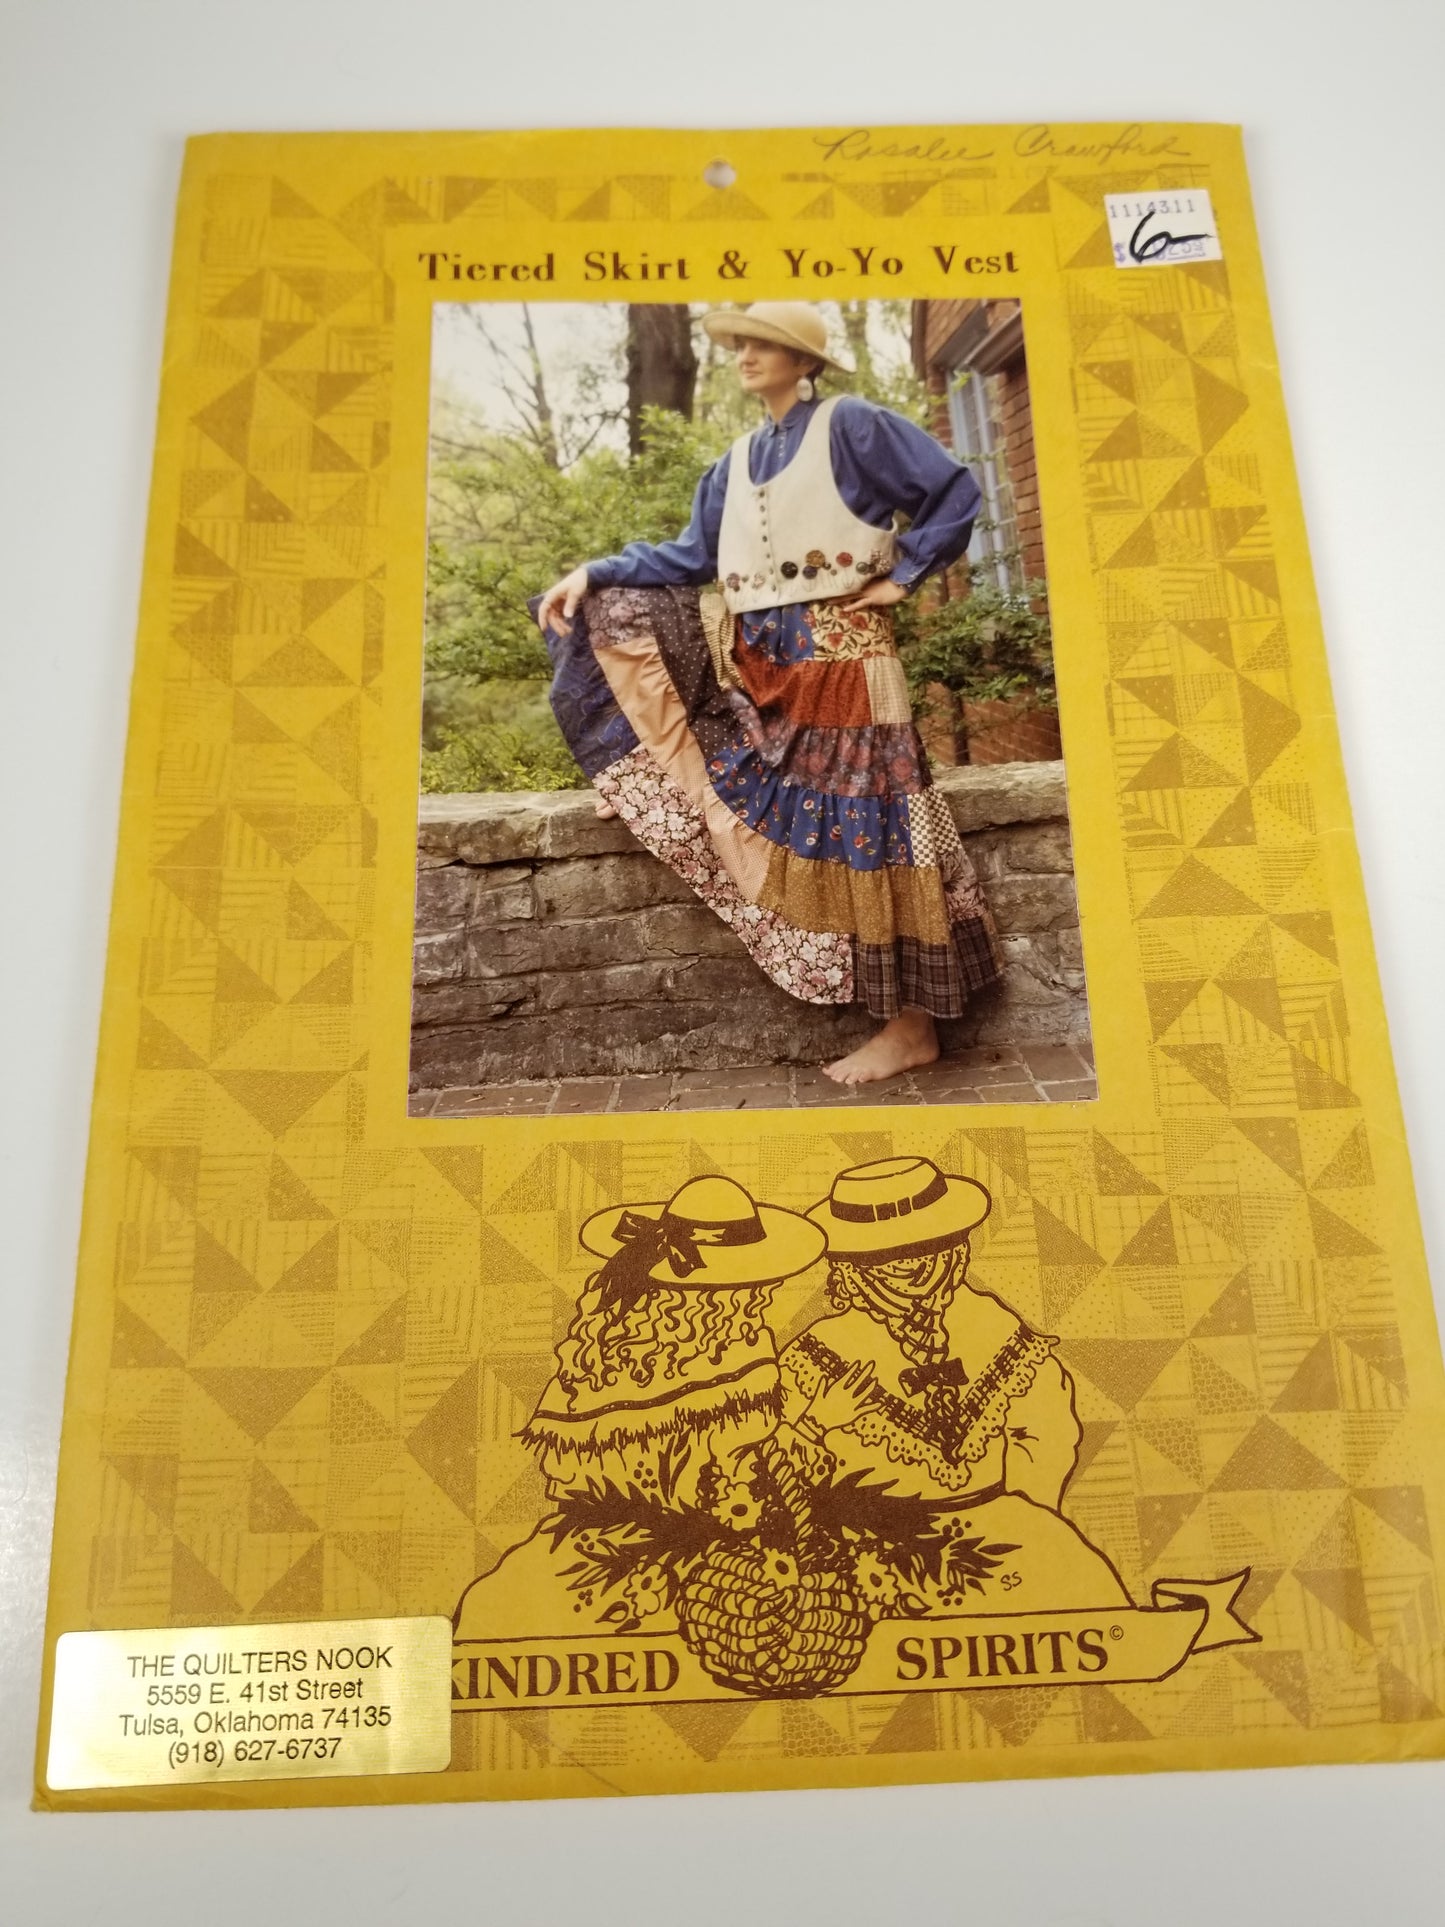 Rosalee Crawford
1114311
$ 6
Tiered Skirt & Yo-Yo Vest
SS
KINDRED SPIRITS©
THE QUILTERS NOOK
5559 E. 41st Street
Tulsa, Oklahoma 74135
(918) 627-6737